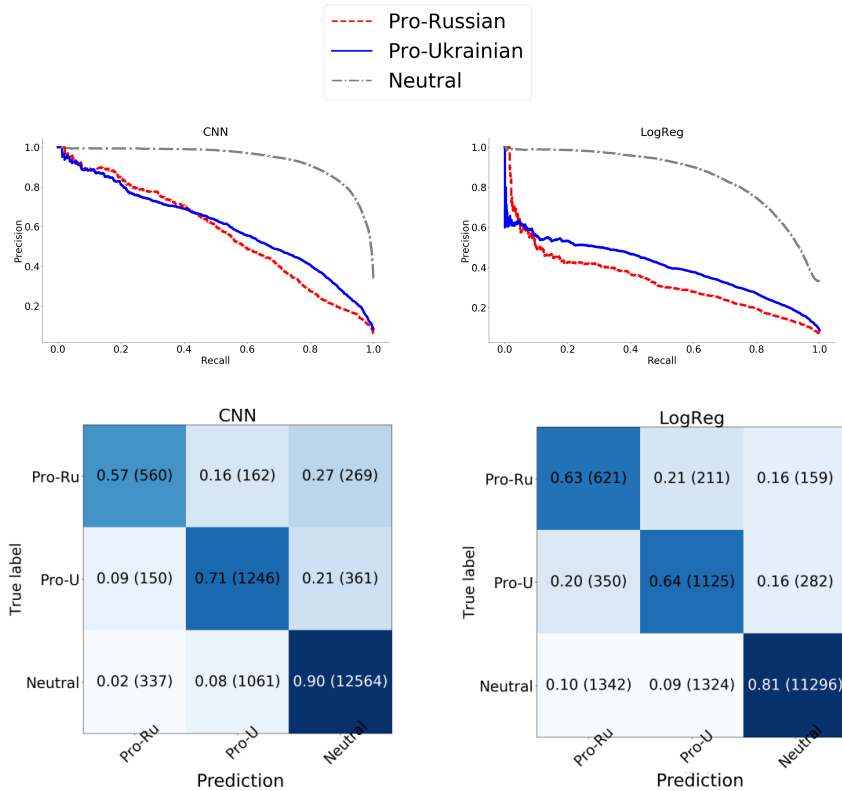 Pro-Russian
Pro-Ukrainian
Neutral
CNN
Precision
1.0
0.8
0.6
0.4
0.2
0.0 0.2 0.4 0.6 0.8 1.0
Recall
LogReg
Precision
1.0
0.8
0.6
0.4
0.2
0.0 0.2 0.4 0.6 0.8 1.0
Recall
CNN
True label
Pro-Ru 0.57 (560) 0.16 (162) 0.27 (269)
Pro-U 0.09 (150) 0.71 (1246) 0.21 (361)
Neutral 0.02 (337) 0.08 (1061) 0.90 (12564)
Pro-Ru Pro-U Neutral
Prediction
LogReg
True label
Pro-Ru 0.63 (621) 0.21 (211) 0.16 (159)
Pro-U 0.20 (350) 0.64 (1125) 0.16 (282)
Neutral 0.10 (1342) 0.09 (1324) 0.81 (11296)
Pro-Ru Pro-U Neutral
Prediction